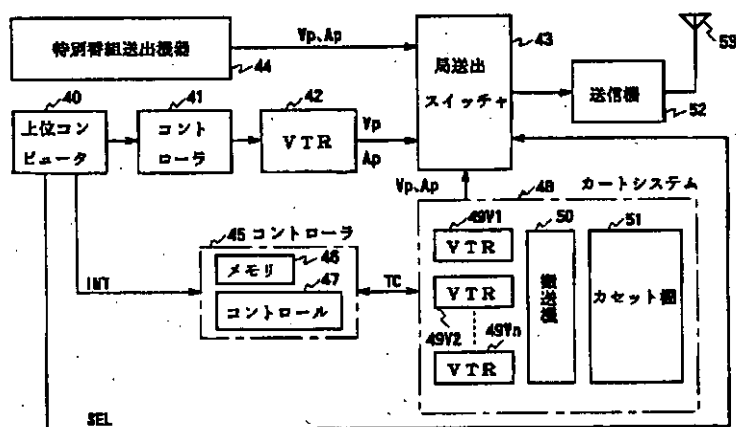 特別番組送出機器
44
Vp、Ap
43
局送出
スイッチャ
53
送信機
52
40
上位コン
ピュータ
41
コント
ローラ
42
VTR
Vp
Ap
Vp、Ap
48
カートシステム
45 コントローラ
46
メモリ
47
コントロール
INT
TC
49V1
VTR
VTR
49V2
49Vn
VTR
50
搬送機
51
カセット棚
SEL